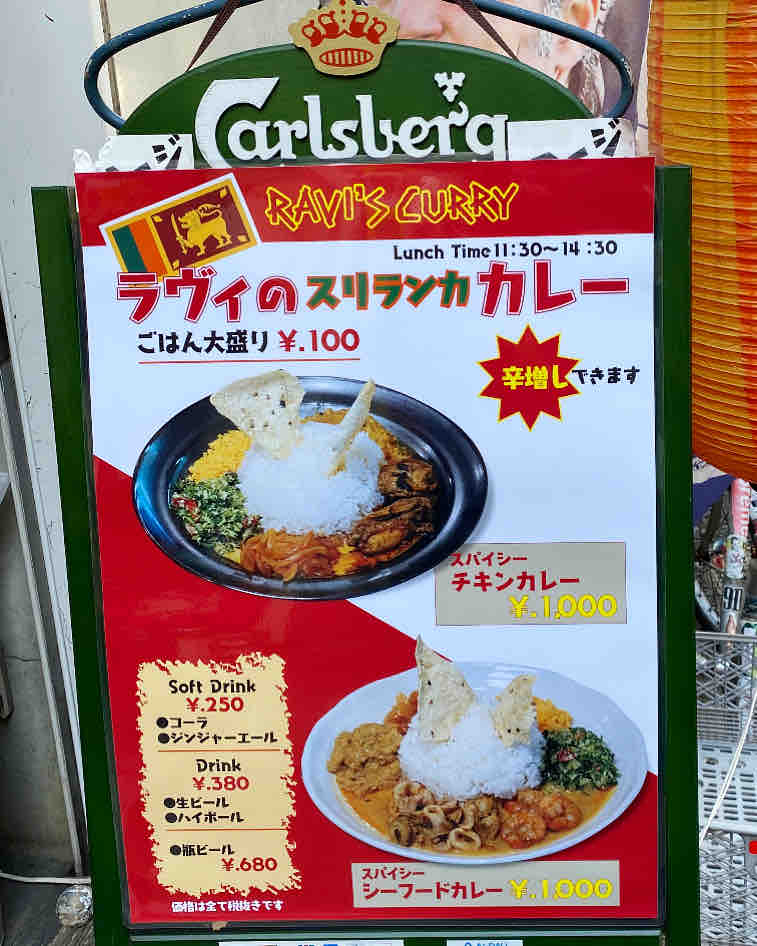 Carlsberg
RAVI'S CURRY
Lunch Time 11:30～14:30
ラヴィのスリランカカレー
ごはん大盛り ¥.100
辛増しできます
スパイシー
チキンカレー
¥.1,000
Soft Drink
¥.250
●コーラ
●ジンジャーエール
Drink
¥.380
●生ビール
●ハイボール
●瓶ビール
¥.680
スパイシー
シーフードカレー ¥.1,000
価格は全て税抜きです
91